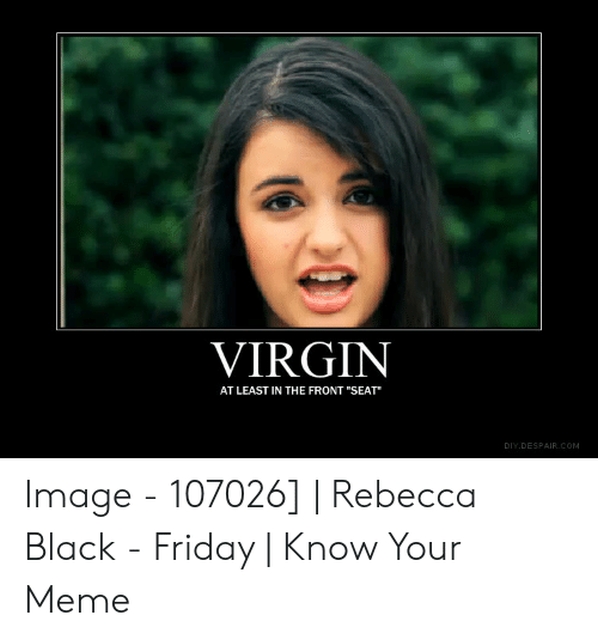 VIRGIN
AT LEAST IN THE FRONT "SEAT"
DIY.DESPAIR.COM
Image - 107026] | Rebecca
Black - Friday | Know Your
Meme